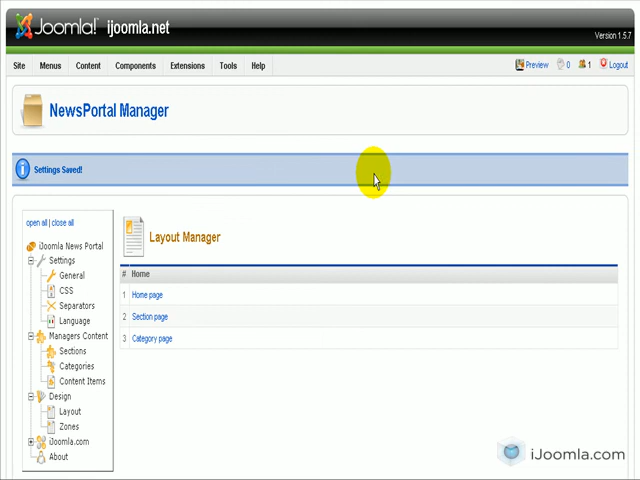 Joomla! ijoomla.net
Version 1.5.7
Site Menus Content Components Extensions Tools Help Preview 0 1 Logout
NewsPortal Manager
Settings Saved!
open all | close all
iJoomla News Portal
Settings
General
CSS
Separators
Language
Managers Content
Sections
Categories
Content Items
Design
Layout
Zones
iJoomla.com
About
Layout Manager
# Home
1 Home page
2 Section page
3 Category page
iJoomla.com